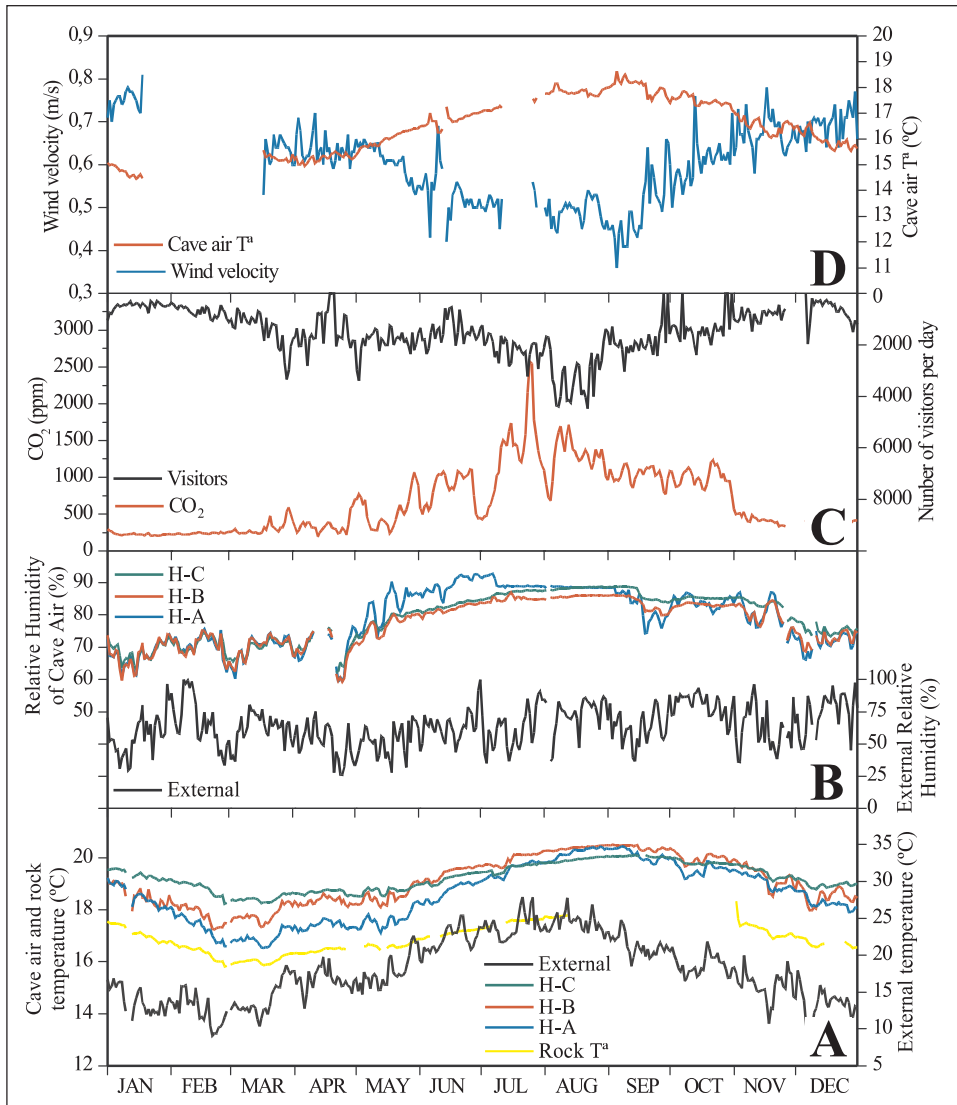 0,9
0,8
0,7
0,6
0,5
0,4
0,3
Wind velocity (m/s)
20
19
18
17
16
15
14
13
12
11
Cave air Tª (ºC)
Cave air Tª
Wind velocity
D
3000
2500
2000
1500
1000
500
0
CO2 (ppm)
0
2000
4000
6000
8000
Nunber of visitors per day
Visitors
CO2
C
90
80
70
60
50
Relative Humidity
of Cave Air (%)
H-C
H-B
H-A
100
75
50
25
0
External Relative
Humidity (%)
External
B
20
18
16
14
12
Cave air and rock
temperature (ºC)
35
30
25
20
15
10
5
External temperature (ºC)
External
H-C
H-B
H-A
Rock Tª
A
JAN FEB MAR APR MAY JUN JUL AUG SEP OCT NOV DEC